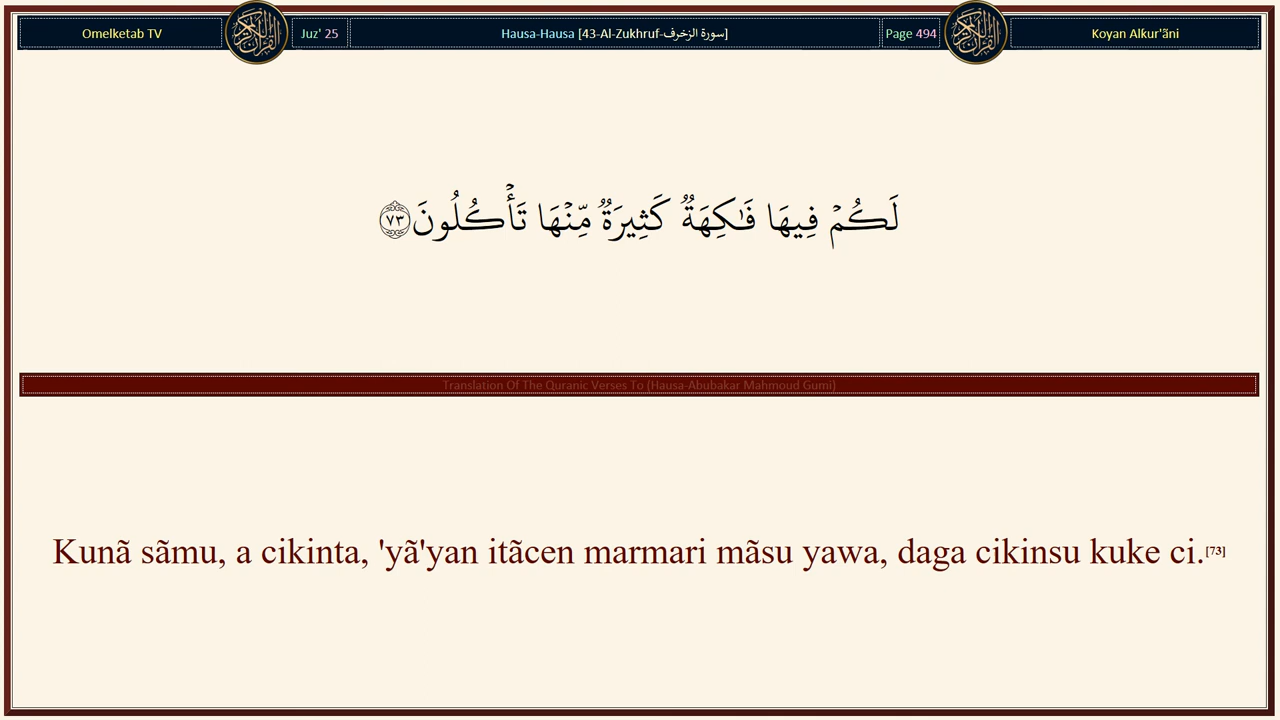 Omelketab TV
Juz' 25
Hausa-Hausa [43-Al-Zukhruf-سورة الزخرف]
Page 494
Koyan Alƙur'ãni
لَكُمْ فِيهَا فَـٰكِهَةٌ كَثِيرَةٌ مِّنْهَا تَأْكُلُونَ ٧٣
Translation Of The Quranic Verses To (Hausa-Abubakar Mahmoud Gumi)
Kunã sãmu, a cikinta, 'yã'yan itãcen marmari mãsu yawa, daga cikinsu kuke ci.[73]